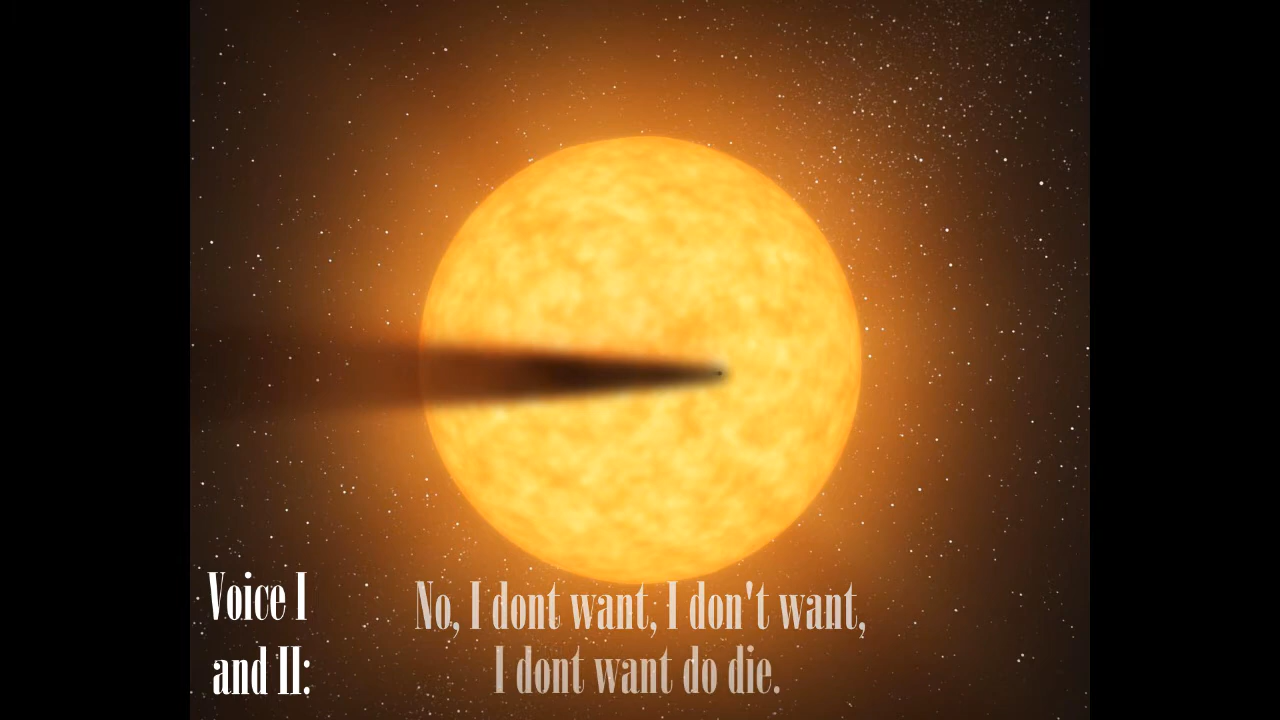 Voice I
and II:
No, I dont want, I don't want,
I dont want do die.